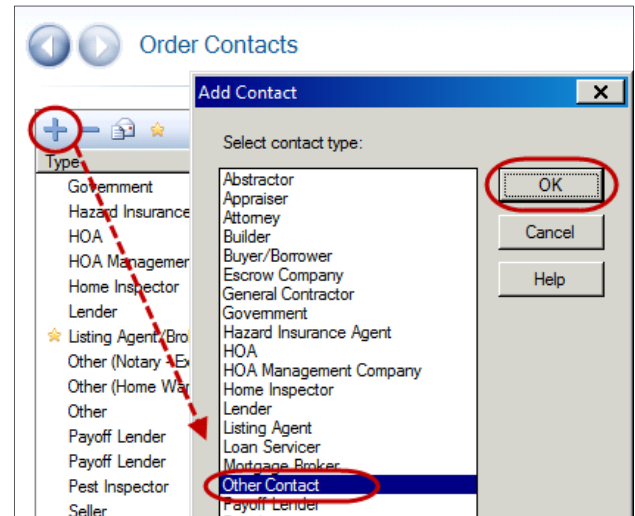 Order Contacts
Add Contact
Select contact type:
Type
Government
Hazard Insurance
HOA
HOA Managemer
Home Inspector
Lender
Listing Agent/Bro
Other (Notary - Ex
Other (Home War
Other
Payoff Lender
Payoff Lender
Pest Inspector
Seller
Abstractor
Appraiser
Attorney
Builder
Buyer/Borrower
Escrow Company
General Contractor
Government
Hazard Insurance Agent
HOA
HOA Management Company
Home Inspector
Lender
Listing Agent
Loan Servicer
Mortgage Broker
Other Contact
Payoff Lender
OK
Cancel
Help